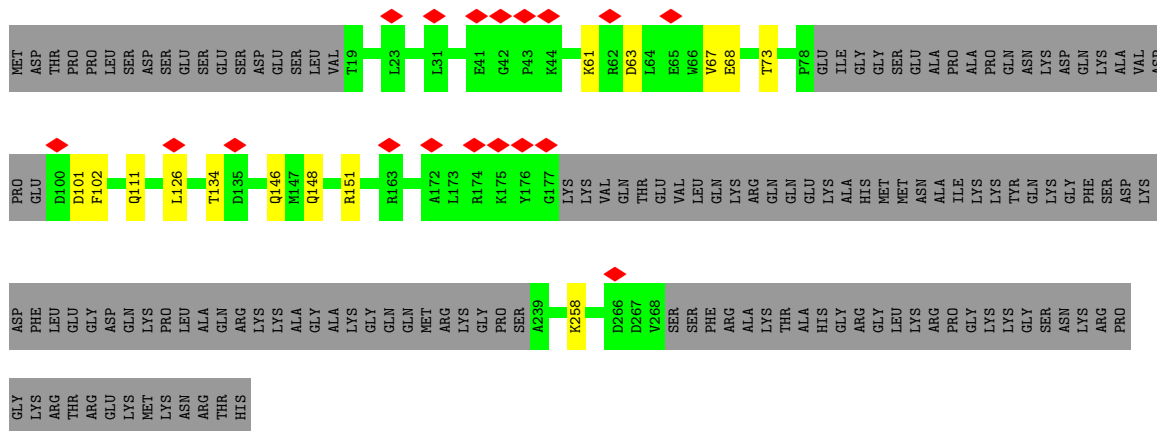 MET ASP THR PRO PRO LEU SER ASP SER GLU SER GLU SER ASP GLU SER LEU VAL T19 L23 L31 E41 G42 P43 K44 K61 R62 D63 L64 E65 W66 V67 E68 T73 P78 GLU ILE GLY GLY SER GLU ALA PRO ALA PRO GLN ASN LYS ASP GLN LYS ALA VAL ASP
PRO GLU D100 D101 F102 Q111 L126 T134 D135 Q146 M147 Q148 R151 R163 A172 L173 R174 K175 Y176 G177 LYS LYS VAL GLN THR GLU VAL LEU GLN LYS ARG GLN GLN GLU LYS ALA HIS MET MET ASN ALA ILE LYS LYS TYR GLN LYS GLY PHE SER ASP LYS
ASP PHE LEU GLU GLY ASP GLN LYS PRO LEU ALA GLN ARG LYS LYS ALA GLY ALA LYS GLY GLN GLN MET ARG LYS GLY PRO SER A239 K258 D266 D267 V268 SER SER PHE ARG ALA LYS THR ALA HIS GLY ARG GLY LEU LYS ARG PRO GLY LYS LYS GLY SER ASN LYS ARG PRO
GLY LYS ARG THR ARG GLU LYS MET LYS ASN ARG THR HIS